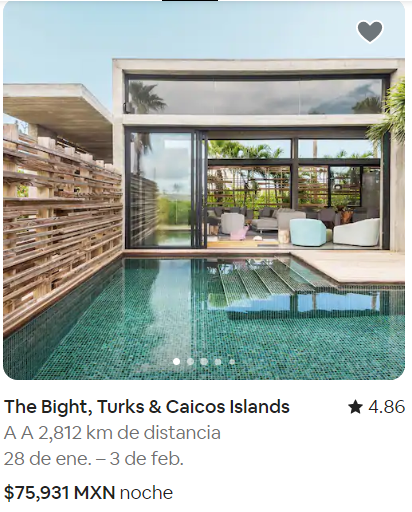 The Bight, Turks & Caicos Islands ★ 4.86
A A 2,812 km de distancia
28 de ene. – 3 de feb.
$75,931 MXN noche